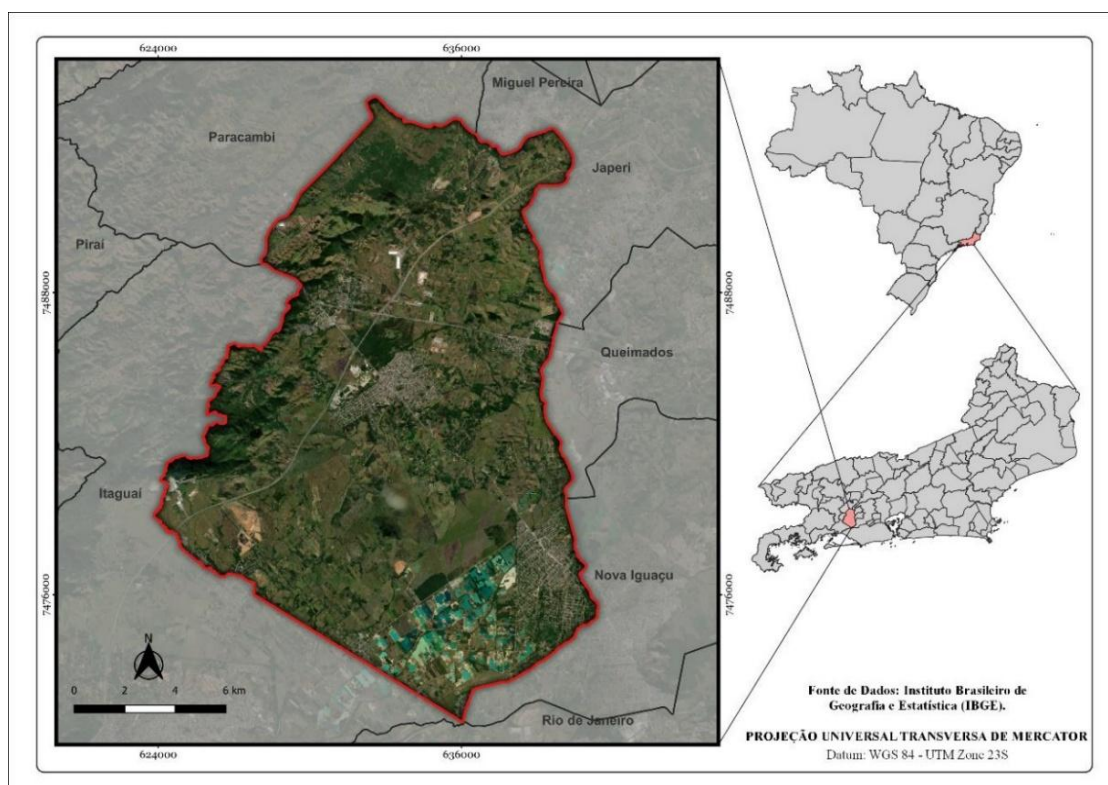 624000
636000
Miguel Pereira
Paracambi
Japeri
Piraí
7488000
7488000
Queimados
Itaguaí
Nova Iguaçu
7476000
7476000
N
0 2 4 6 km
Rio de Janeiro
624000
636000
Fonte de Dados: Instituto Brasileiro de
Geografia e Estatística (IBGE).
PROJEÇÃO UNIVERSAL TRANSVERSA DE MERCATOR
Datum: WGS 84 - UTM Zone 23S